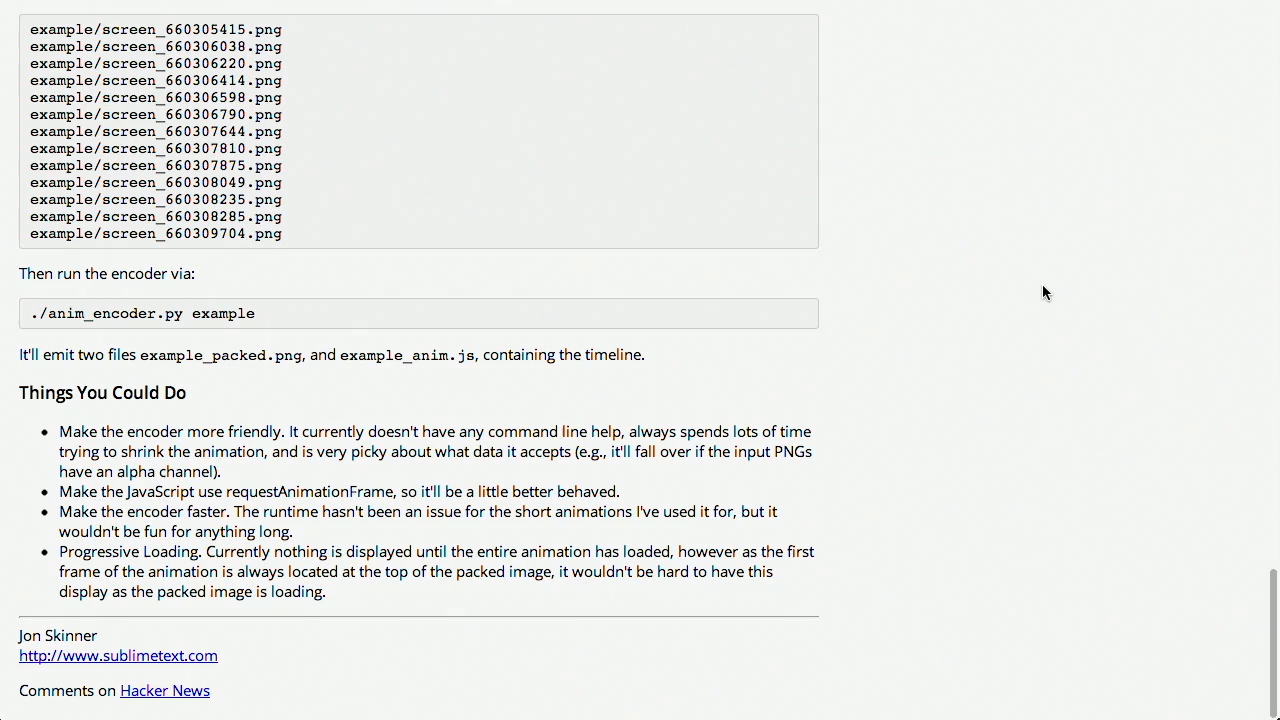 example/screen_660305415.png
example/screen_660306038.png
example/screen_660306220.png
example/screen_660306414.png
example/screen_660306598.png
example/screen_660306790.png
example/screen_660307644.png
example/screen_660307810.png
example/screen_660307875.png
example/screen_660308049.png
example/screen_660308235.png
example/screen_660308285.png
example/screen_660309704.png
Then run the encoder via:
./anim_encoder.py example
It'll emit two files example_packed.png, and example_anim.js, containing the timeline.
Things You Could Do
• Make the encoder more friendly. It currently doesn't have any command line help, always spends lots of time
trying to shrink the animation, and is very picky about what data it accepts (e.g., it'll fall over if the input PNGs
have an alpha channel).
• Make the JavaScript use requestAnimationFrame, so it'll be a little better behaved.
• Make the encoder faster. The runtime hasn't been an issue for the short animations I've used it for, but it
wouldn't be fun for anything long.
• Progressive Loading. Currently nothing is displayed until the entire animation has loaded, however as the first
frame of the animation is always located at the top of the packed image, it wouldn't be hard to have this
display as the packed image is loading.
Jon Skinner
http://www.sublimetext.com
Comments on Hacker News